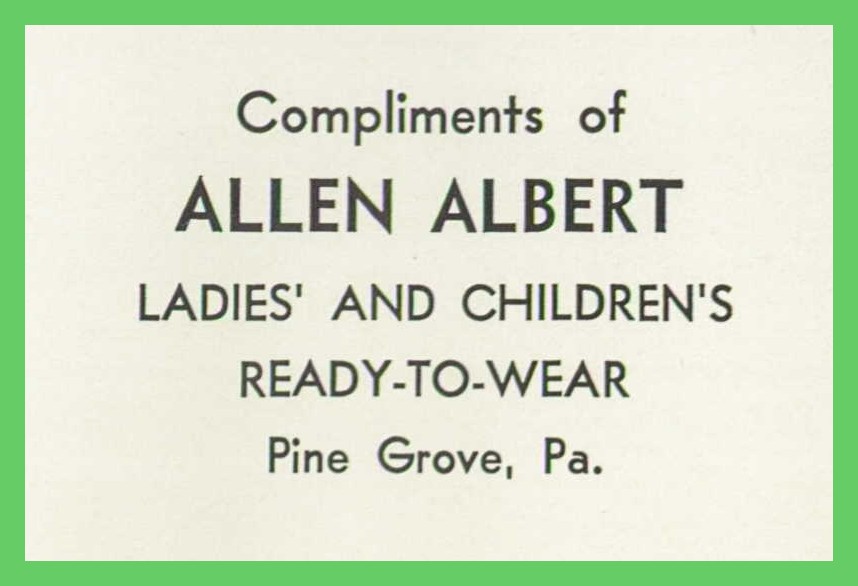 Compliments of
ALLEN ALBERT
LADIES' AND CHILDREN'S
READY-TO-WEAR
Pine Grove, Pa.